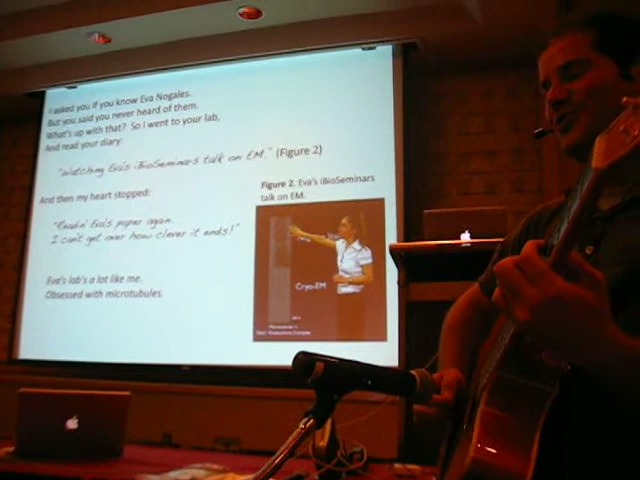 I asked you if you know Eva Nogales.
But you said you never heard of them.
What's up with that? So I went to your lab,
And read your diary:
"Watching Eva's iBioSeminars talk on EM." (Figure 2)
And then my heart stopped:
"Readin' Eva's paper again.
I can't get over how clever it ends!"
Eva's lab's a lot like me.
Obsessed with microtubules.
Figure 2. Eva's iBioSeminars
talk on EM.
Cryo-EM